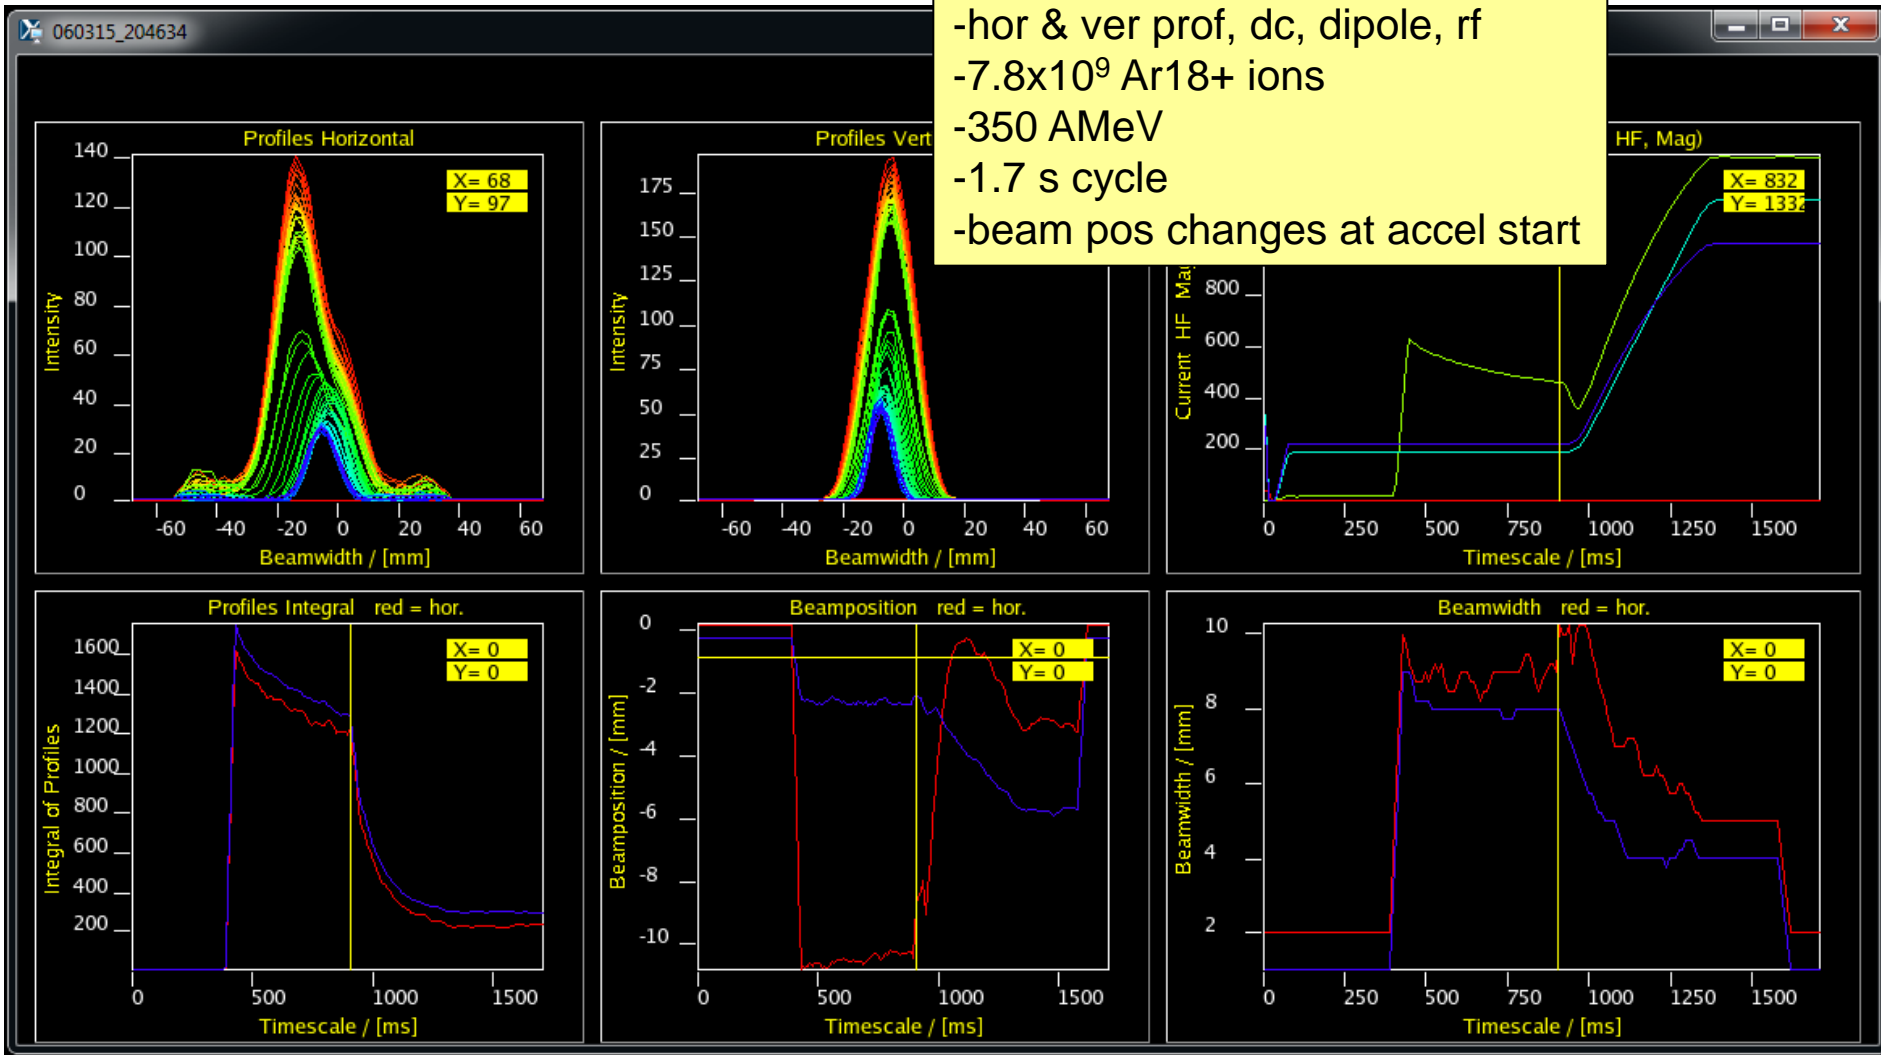 060315_204634
-hor & ver prof, dc, dipole, rf
-7.8x10⁹ Ar18+ ions
-350 AMeV
-1.7 s cycle
-beam pos changes at accel start
Profiles Horizontal
X= 68
Y= 97
140
120
100
80
60
40
20
0
Intensity
-60 -40 -20 0 20 40 60
Beamwidth / [mm]
Profiles Vert
175
150
125
100
75
50
25
0
Intensity
-60 -40 -20 0 20 40 60
Beamwidth / [mm]
HF, Mag)
X= 832
Y= 1332
800
600
400
200
Current HF Mag
0 250 500 750 1000 1250 1500
Timescale / [ms]
Profiles Integral red = hor.
X= 0
Y= 0
1600
1400
1200
1000
800
600
400
200
Integral of Profiles
0 500 1000 1500
Timescale / [ms]
Beamposition red = hor.
X= 0
Y= 0
0
-2
-4
-6
-8
-10
Beamposition / [mm]
0 500 1000 1500
Timescale / [ms]
Beamwidth red = hor.
X= 0
Y= 0
10
8
6
4
2
Beamwidth / [mm]
0 250 500 750 1000 1250 1500
Timescale / [ms]